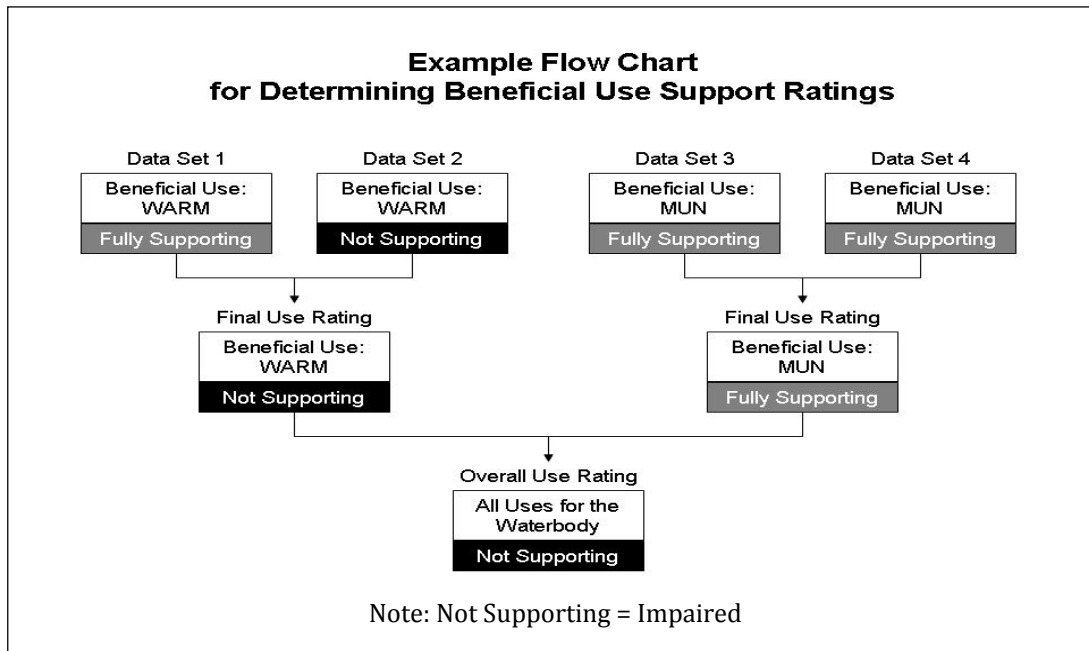 Example Flow Chart
for Determining Beneficial Use Support Ratings
Data Set 1
Beneficial Use:
WARM
Fully Supporting
Data Set 2
Beneficial Use:
WARM
Not Supporting
Data Set 3
Beneficial Use:
MUN
Fully Supporting
Data Set 4
Beneficial Use:
MUN
Fully Supporting
Final Use Rating
Beneficial Use:
WARM
Not Supporting
Final Use Rating
Beneficial Use:
MUN
Fully Supporting
Overall Use Rating
All Uses for the
Waterbody
Not Supporting
Note: Not Supporting = Impaired